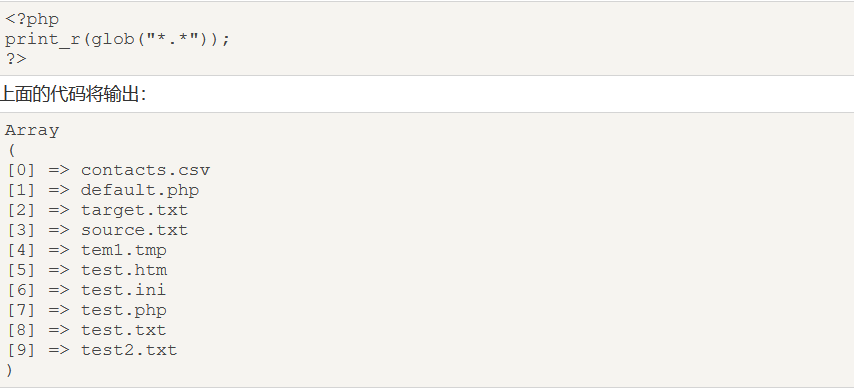 <?php
print_r(glob("*.*"));
?>
上面的代码将输出:
Array
(
[0] => contacts.csv
[1] => default.php
[2] => target.txt
[3] => source.txt
[4] => tem1.tmp
[5] => test.htm
[6] => test.ini
[7] => test.php
[8] => test.txt
[9] => test2.txt
)